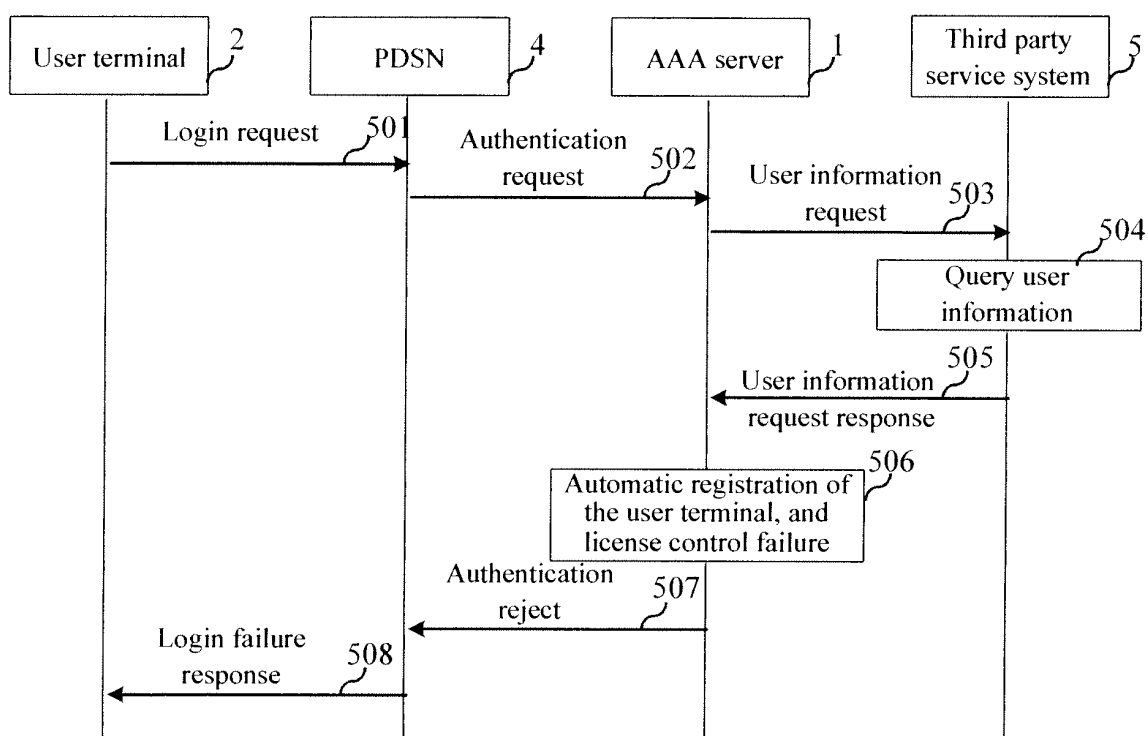 User terminal
2
PDSN
4
AAA server
1
Third party
service system
5
Login request
501
Authentication
request
502
User information
request
503
504
Query user
information
505
User information
request response
506
Automatic registration of
the user terminal, and
license control failure
Authentication
reject
507
Login failure
response
508